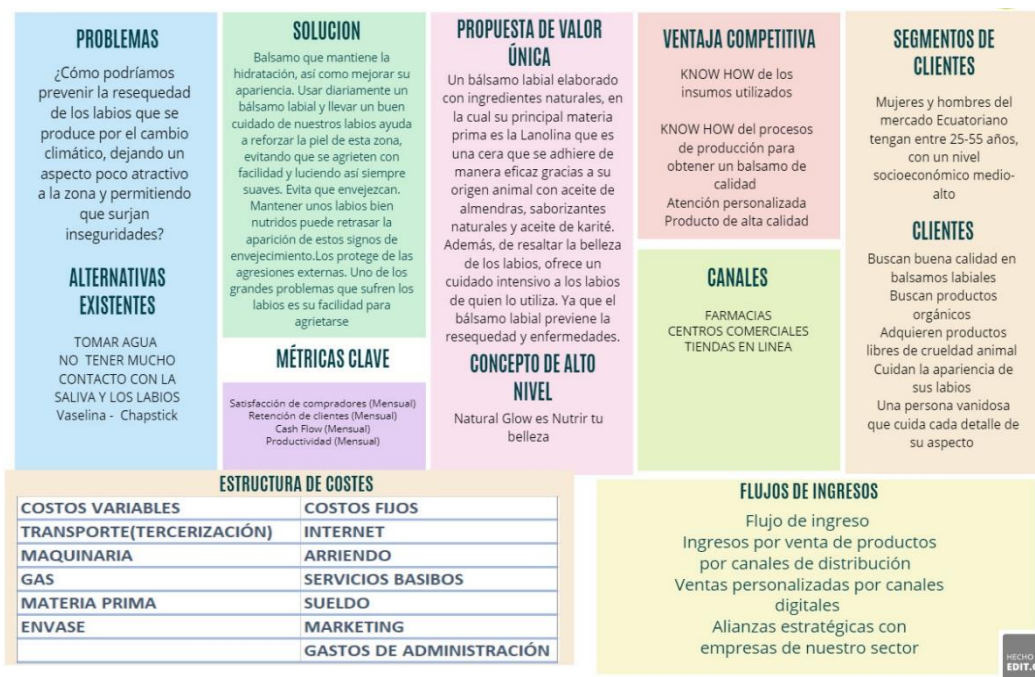 PROBLEMAS
¿Cómo podríamos
prevenir la resequedad
de los labios que se
produce por el cambio
climático, dejando un
aspecto poco atractivo
a la zona y permitiendo
que surjan
inseguridades?
ALTERNATIVAS
EXISTENTES
TOMAR AGUA
NO TENER MUCHO
CONTACTO CON LA
SALIVA Y LOS LABIOS
Vaselina - Chapstick
SOLUCION
Balsamo que mantiene la
hidratación, así como mejorar su
apariencia. Usar diariamente un
bálsamo labial y llevar un buen
cuidado de nuestros labios ayuda
a reforzar la piel de esta zona,
evitando que se agrieten con
facilidad y luciendo así siempre
suaves. Evita que envejezcan.
Mantener unos labios bien
nutridos puede retrasar la
aparición de estos signos de
envejecimiento.Los protege de las
agresiones externas. Uno de los
grandes problemas que sufren los
labios es su facilidad para
agrietarse
MÉTRICAS CLAVE
Satisfacción de compradores (Mensual)
Retención de clientes (Mensual)
Cash Flow (Mensual)
Productividad (Mensual)
PROPUESTA DE VALOR
ÚNICA
Un bálsamo labial elaborado
con ingredientes naturales, en
la cual su principal materia
prima es la Lanolina que es
una cera que se adhiere de
manera eficaz gracias a su
origen animal con aceite de
almendras, saborizantes
naturales y aceite de karité.
Además, de resaltar la belleza
de los labios, ofrece un
cuidado intensivo a los labios
de quien lo utiliza. Ya que el
bálsamo labial previene la
resequedad y enfermedades.
CONCEPTO DE ALTO
NIVEL
Natural Glow es Nutrir tu
belleza
VENTAJA COMPETITIVA
KNOW HOW de los
insumos utilizados
KNOW HOW del procesos
de producción para
obtener un balsamo de
calidad
Atención personalizada
Producto de alta calidad
CANALES
FARMACIAS
CENTROS COMERCIALES
TIENDAS EN LINEA
SEGMENTOS DE
CLIENTES
Mujeres y hombres del
mercado Ecuatoriano
tengan entre 25-55 años,
con un nivel
socioeconómico medio-
alto
CLIENTES
Buscan buena calidad en
balsamos labiales
Buscan productos
orgánicos
Adquieren productos
libres de crueldad animal
Cuidan la apariencia de
sus labios
Una persona vanidosa
que cuida cada detalle de
su aspecto
ESTRUCTURA DE COSTES
COSTOS VARIABLES COSTOS FIJOS
TRANSPORTE(TERCERIZACIÓN) INTERNET
MAQUINARIA ARRIENDO
GAS SERVICIOS BASIBOS
MATERIA PRIMA SUELDO
ENVASE MARKETING
GASTOS DE ADMINISTRACIÓN
FLUJOS DE INGRESOS
Flujo de ingreso
Ingresos por venta de productos
por canales de distribución
Ventas personalizadas por canales
digitales
Alianzas estratégicas con
empresas de nuestro sector
HECHO